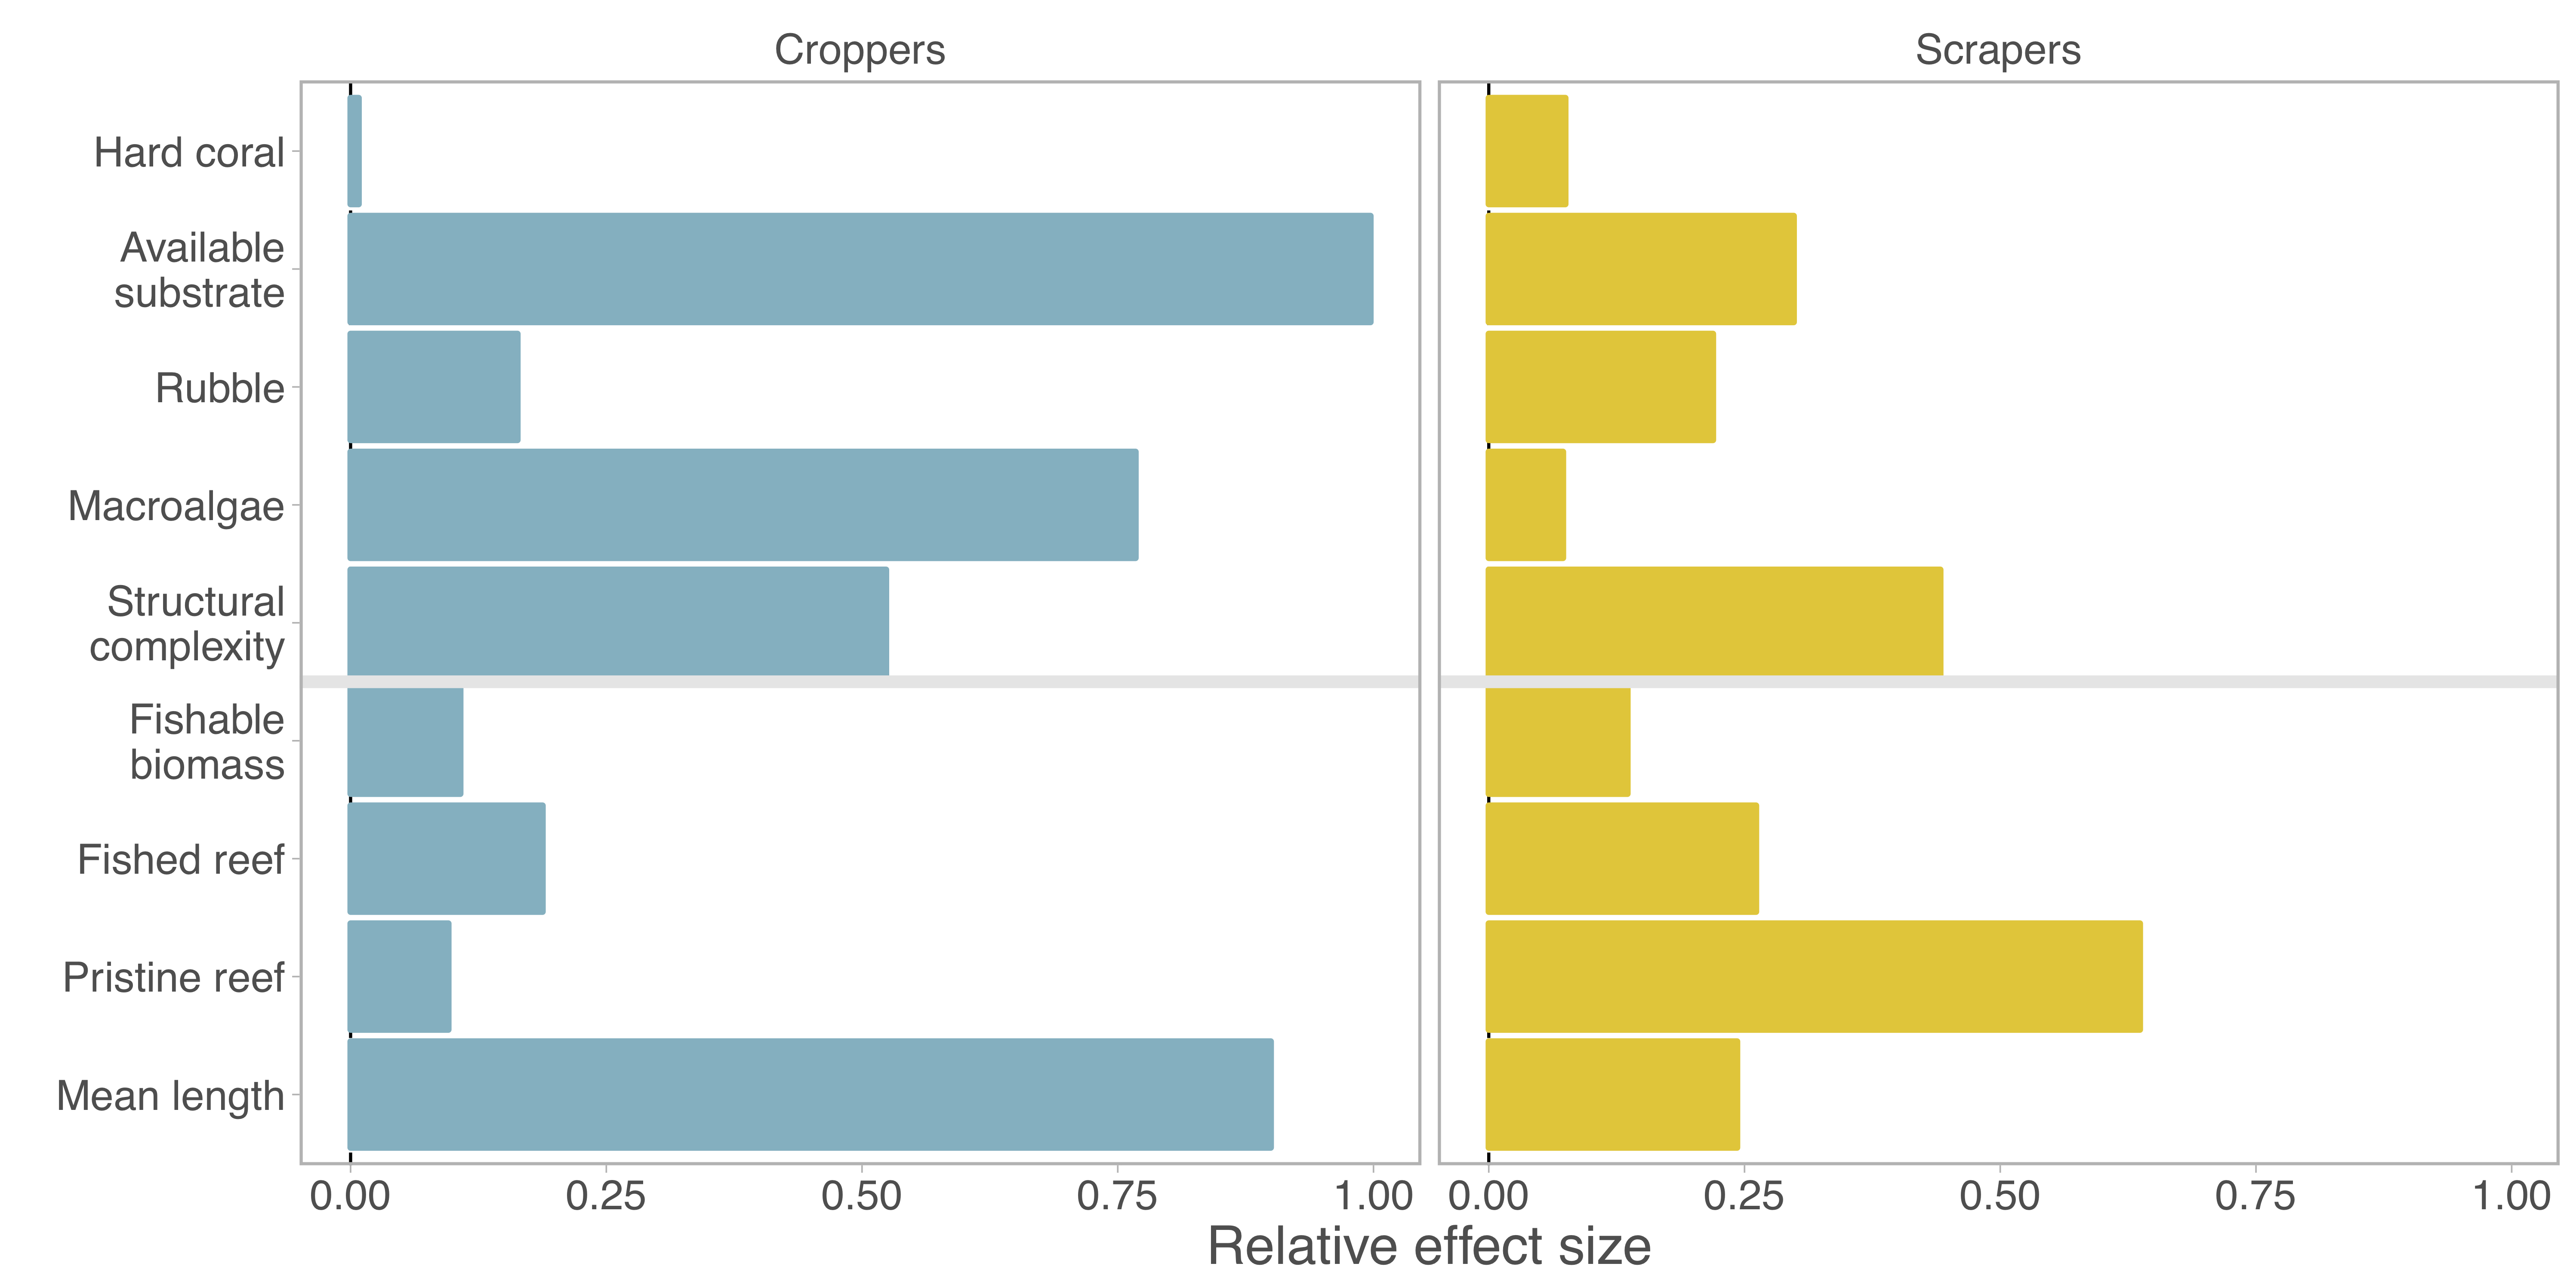 Croppers
Scrapers
Hard coral
Available
substrate
Rubble
Macroalgae
Structural
complexity
Fishable
biomass
Fished reef
Pristine reef
Mean length
0.00 0.25 0.50 0.75 1.00
0.00 0.25 0.50 0.75 1.00
Relative effect size